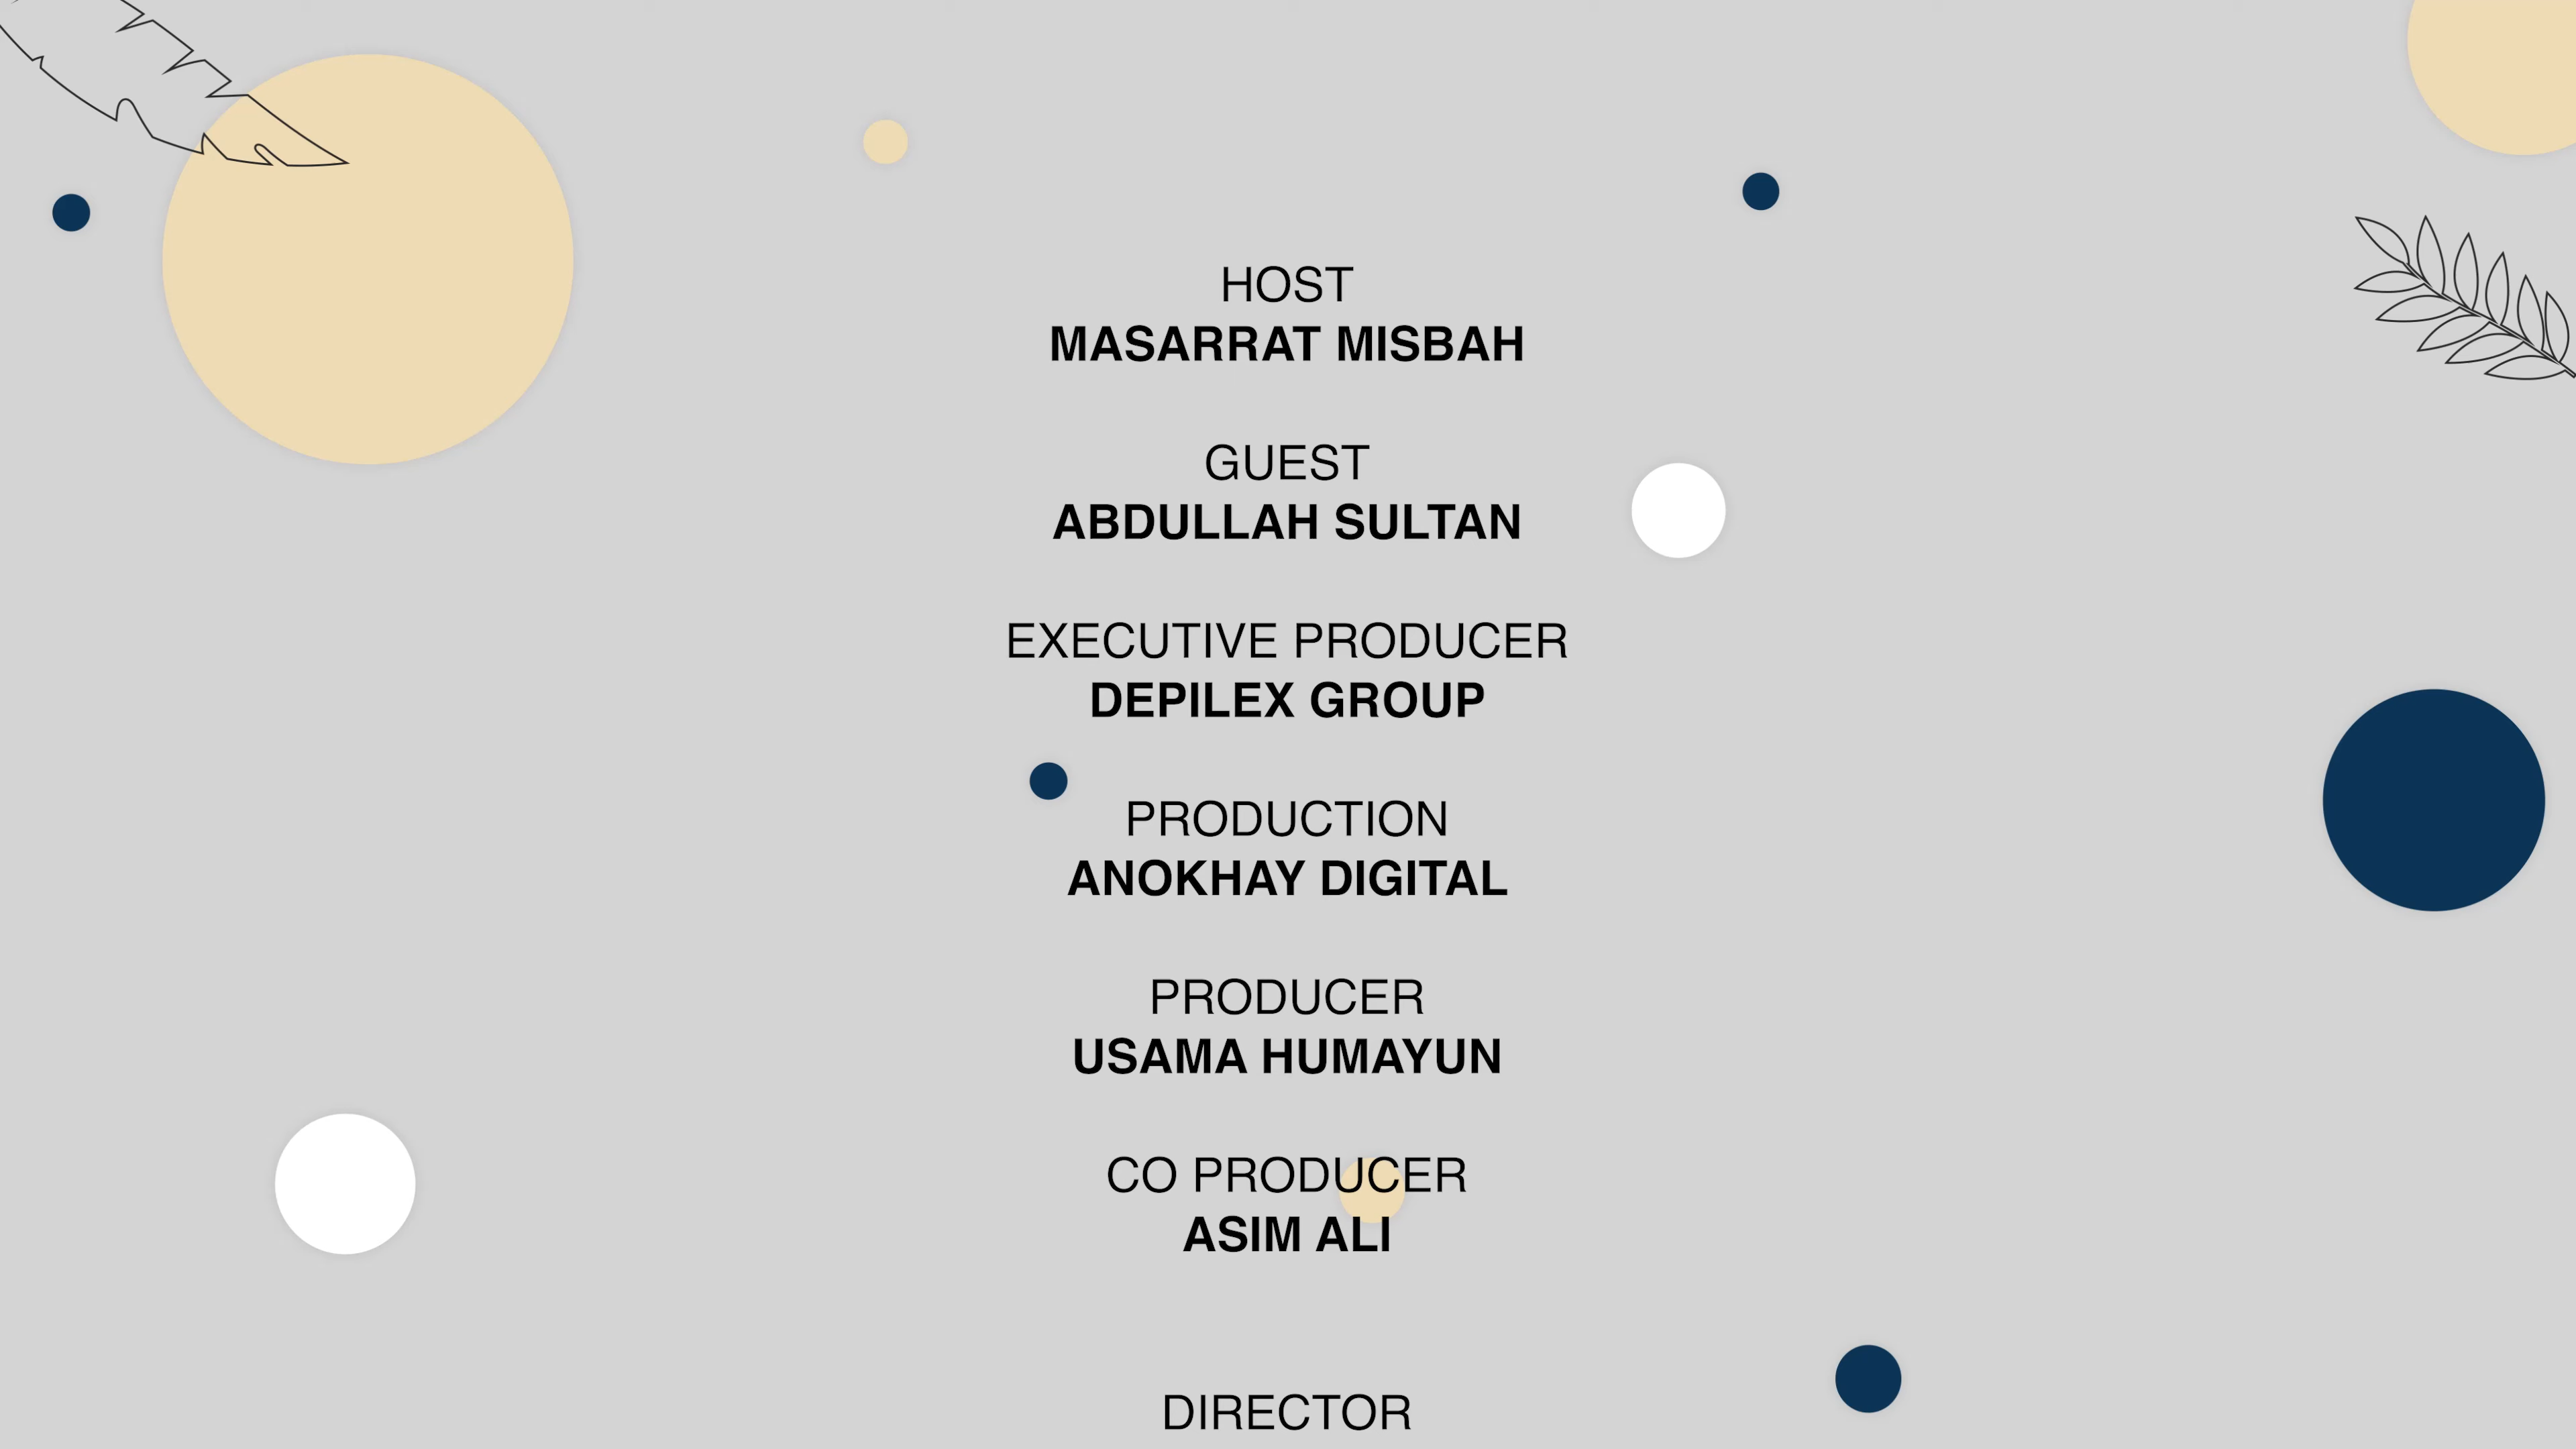 HOST
MASARRAT MISBAH
GUEST
ABDULLAH SULTAN
EXECUTIVE PRODUCER
DEPILEX GROUP
PRODUCTION
ANOKHAY DIGITAL
PRODUCER
USAMA HUMAYUN
CO PRODUCER
ASIM ALI
DIRECTOR